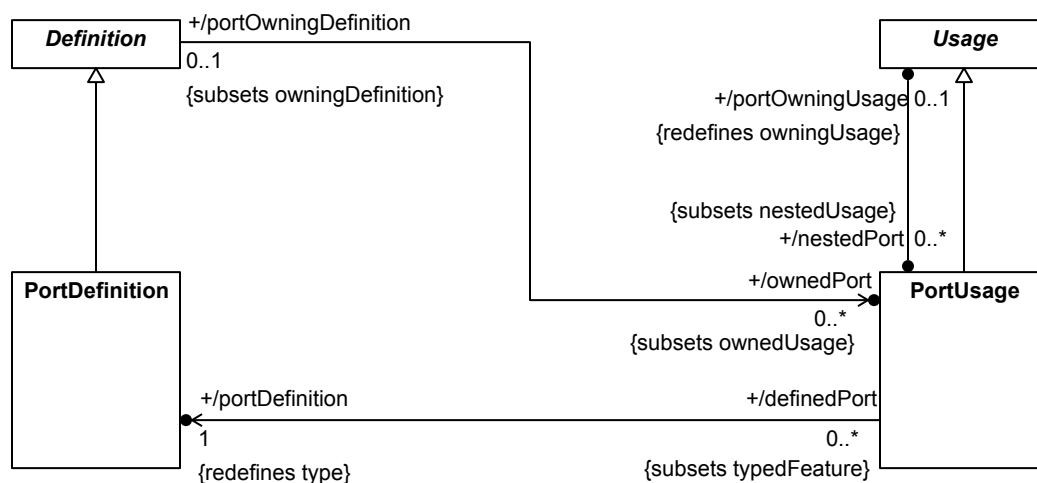 +/portOwningDefinition
Definition
0..1
{subsets owningDefinition}
Usage
+/portOwningUsage 0..1
{redefines owningUsage}
{subsets nestedUsage}
+/nestedPort 0..*
PortDefinition
+/ownedPort
0..*
{subsets ownedUsage}
PortUsage
+/portDefinition
1
{redefines type}
+/definedPort
0..*
{subsets typedFeature}